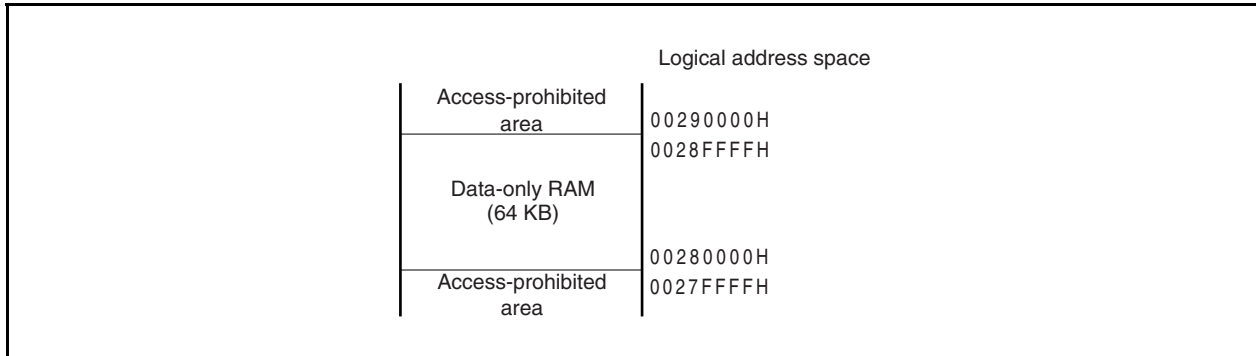 Logical address space
Access-prohibited
area
00290000H
0028FFFFH
Data-only RAM
(64 KB)
00280000H
Access-prohibited
0027FFFFH
area